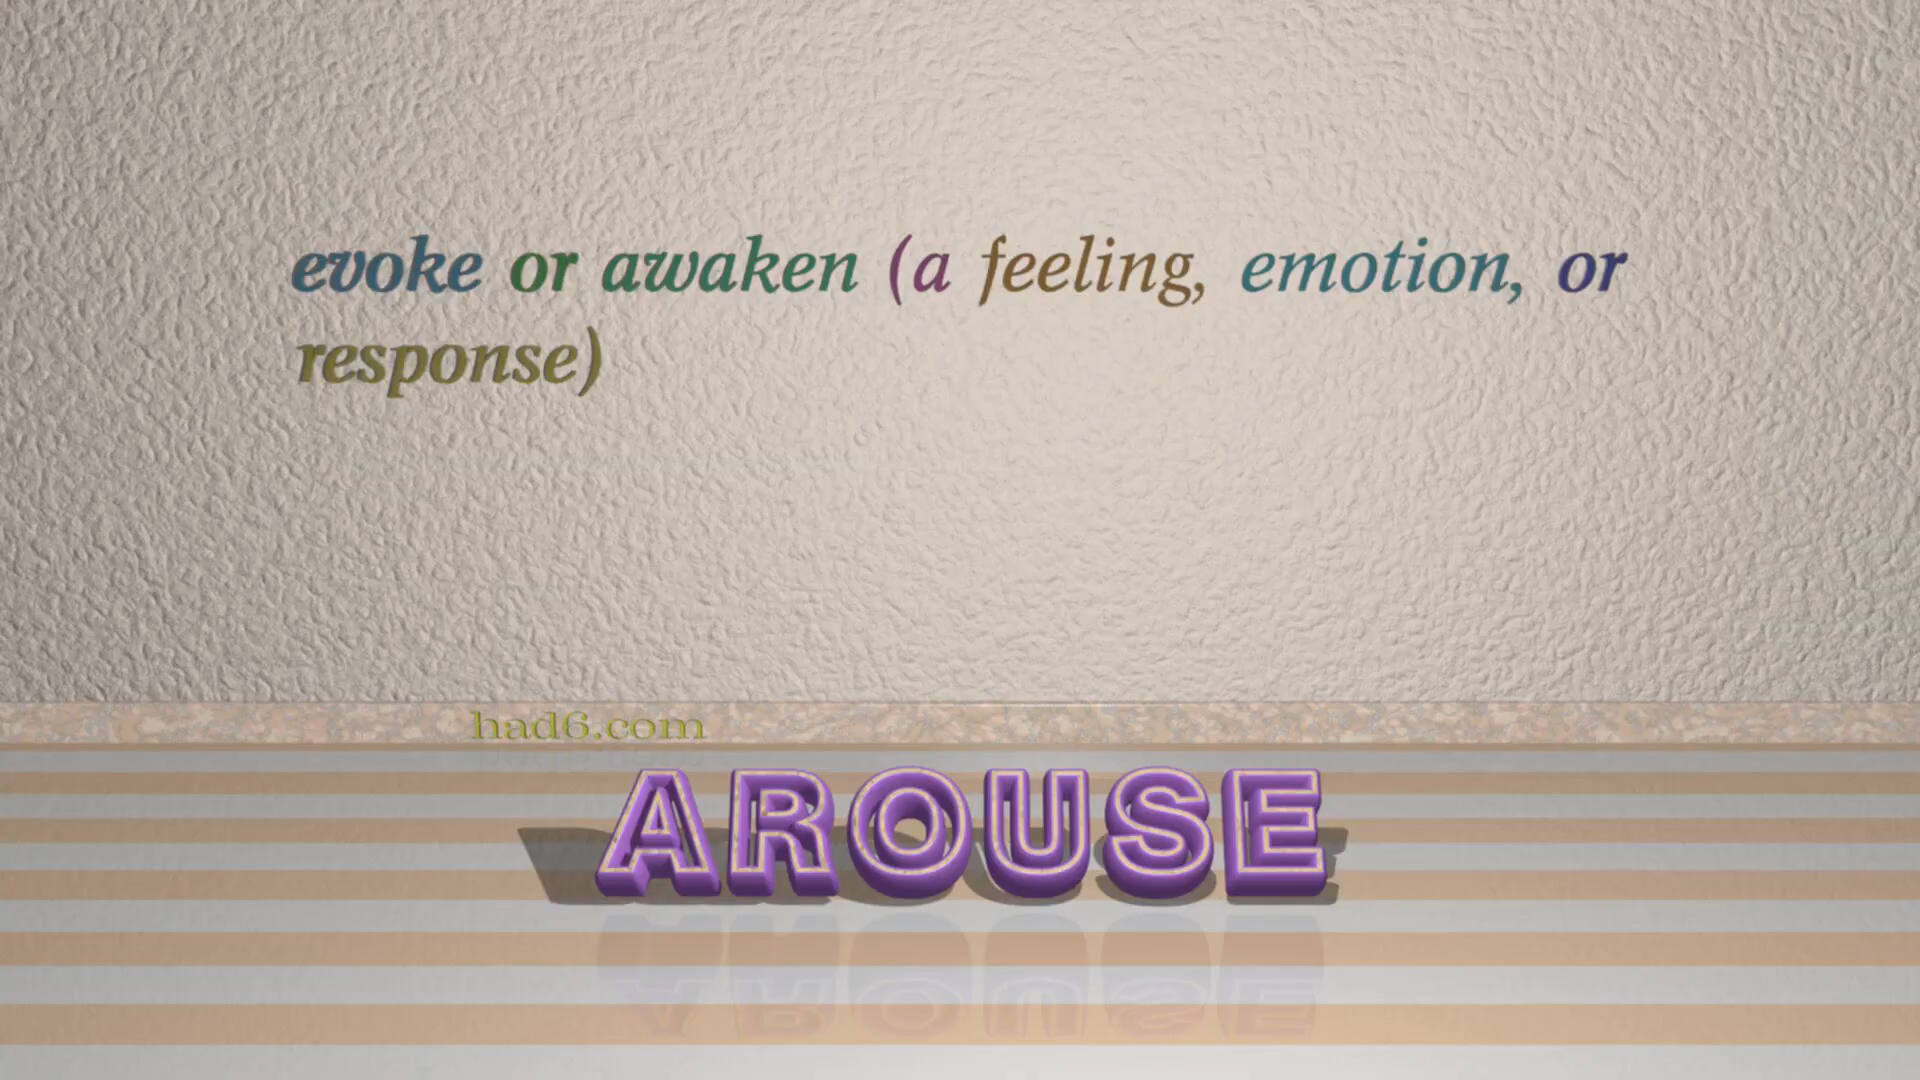 evoke or awaken (a feeling, emotion, or
response)
had6.com
AROUSE